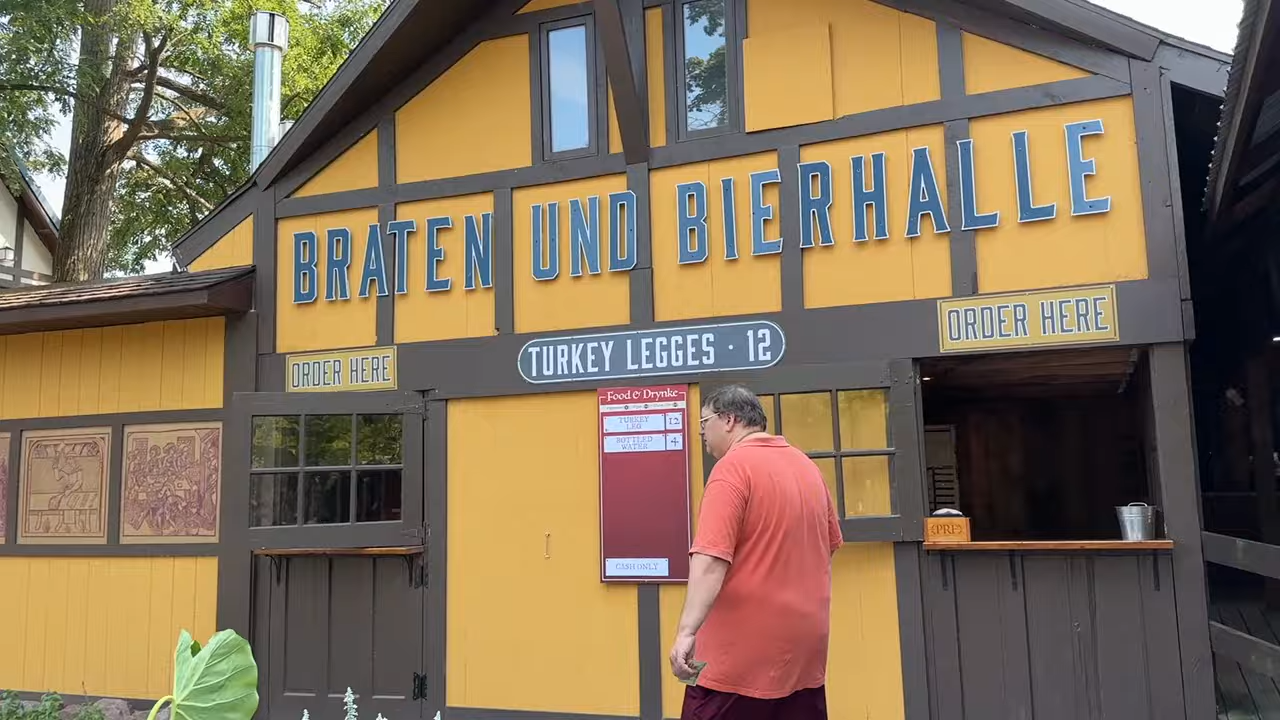 BRATEN UND BIERHALLE
ORDER HERE
TURKEY LEGGES · 12
ORDER HERE
Food & Drynke
TURKEY LEG 12
BOTTLED WATER 4
CASH ONLY